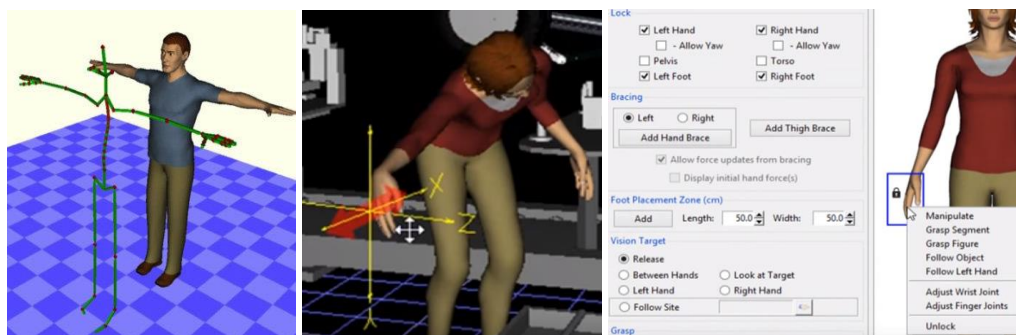 X
Z
Y
Lock
Left Hand Right Hand
- Allow Yaw - Allow Yaw
Pelvis Torso
Left Foot Right Foot
Bracing
Left Right
Add Hand Brace
Add Thigh Brace
Allow force updates from bracing
Display initial hand force(s)
Foot Placement Zone (cm)
Add Length: 50.0 Width: 50.0
Vision Target
Release
Between Hands Look at Target
Left Hand Right Hand
Follow Site
Grasp
Manipulate
Grasp Segment
Grasp Figure
Follow Object
Follow Left Hand
Adjust Wrist Joint
Adjust Finger Joints
Unlock